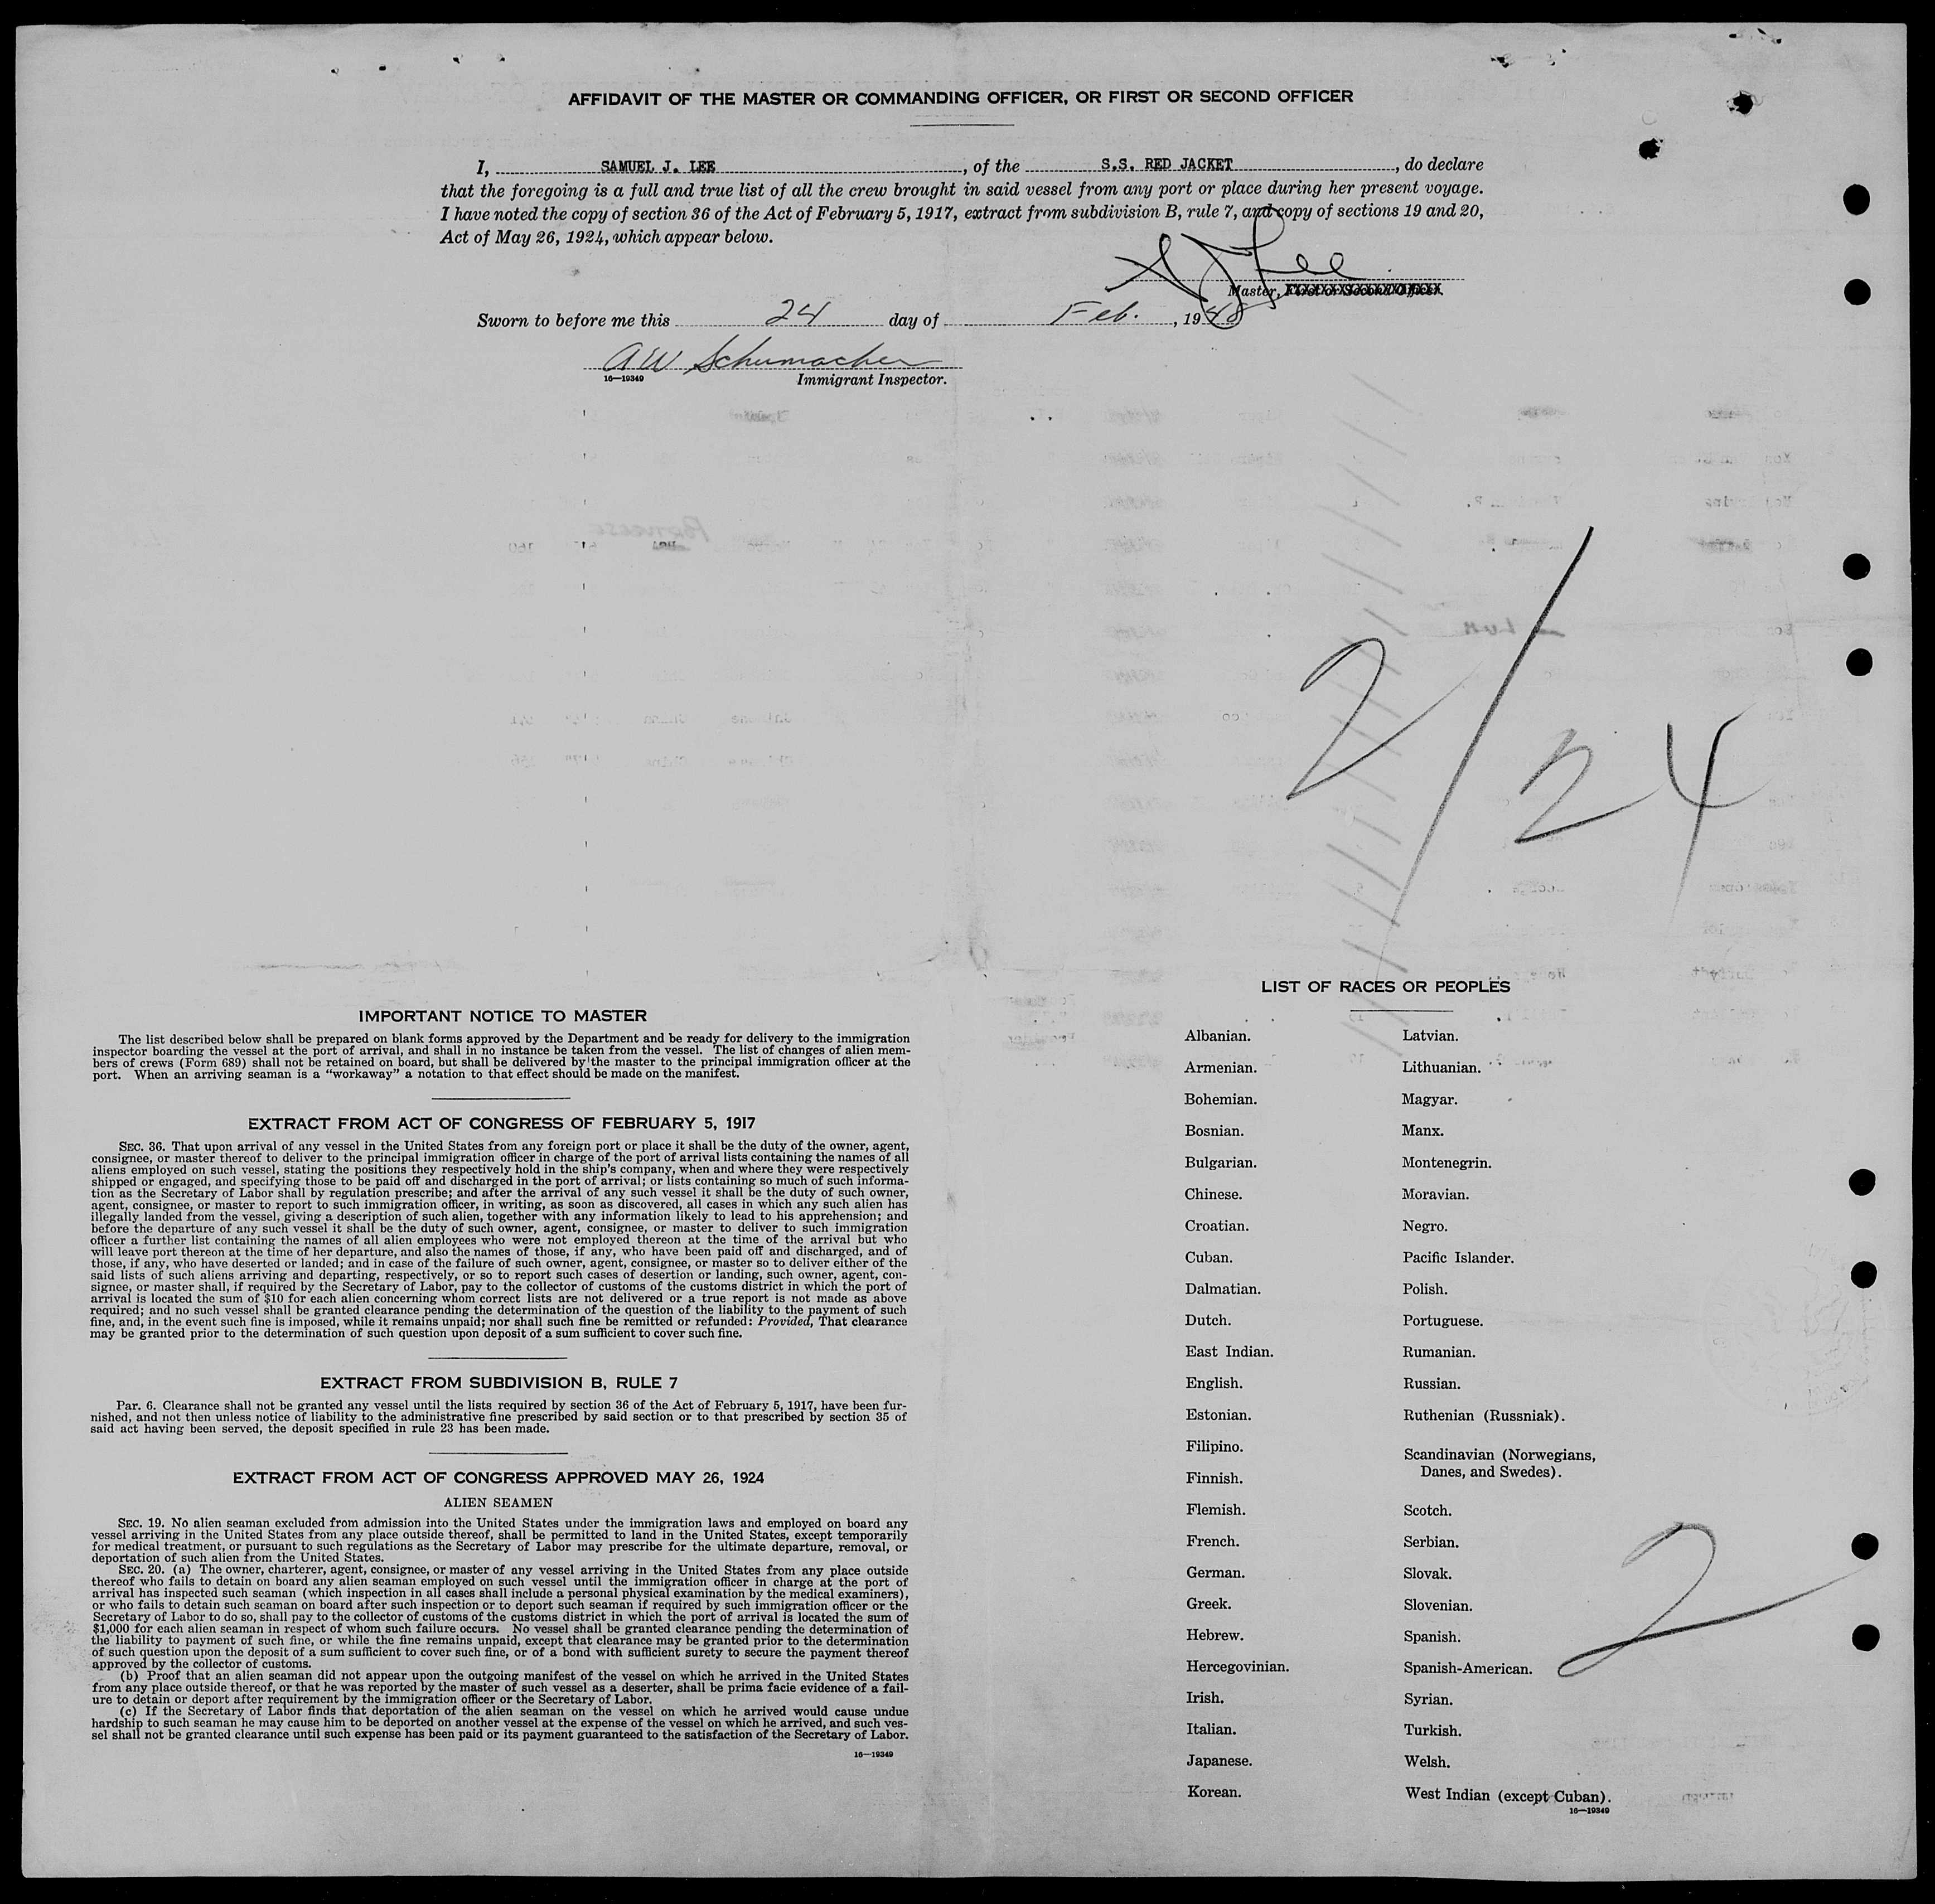 AFFIDAVIT OF THE MASTER OR COMMANDING OFFICER, OR FIRST OR SECOND OFFICER
I, SAMUEL J. LEE, of the S.S. RED JACKET, do declare
that the foregoing is a full and true list of all the crew brought in said vessel from any port or place during her present voyage.
I have noted the copy of section 36 of the Act of February 5, 1917, extract from subdivision B, rule 7, and copy of sections 19 and 20,
Act of May 26, 1924, which appear below.
S J Lee
Master, First or Second Officer.
Sworn to before me this 24 day of Feb., 1948
A W Schumacher
16—19349 Immigrant Inspector.
2/24
IMPORTANT NOTICE TO MASTER
The list described below shall be prepared on blank forms approved by the Department and be ready for delivery to the immigration
inspector boarding the vessel at the port of arrival, and shall in no instance be taken from the vessel. The list of changes of alien mem-
bers of crews (Form 689) shall not be retained on board, but shall be delivered by the master to the principal immigration officer at the
port. When an arriving seaman is a "workaway" a notation to that effect should be made on the manifest.
EXTRACT FROM ACT OF CONGRESS OF FEBRUARY 5, 1917
SEC. 36. That upon arrival of any vessel in the United States from any foreign port or place it shall be the duty of the owner, agent,
consignee, or master thereof to deliver to the principal immigration officer in charge of the port of arrival lists containing the names of all
aliens employed on such vessel, stating the positions they respectively hold in the ship's company, when and where they were respectively
shipped or engaged, and specifying those to be paid off and discharged in the port of arrival; or lists containing so much of such informa-
tion as the Secretary of Labor shall by regulation prescribe; and after the arrival of any such vessel it shall be the duty of such owner,
agent, consignee, or master to report to such immigration officer, in writing, as soon as discovered, all cases in which any such alien has
illegally landed from the vessel, giving a description of such alien, together with any information likely to lead to his apprehension; and
before the departure of any such vessel it shall be the duty of such owner, agent, consignee, or master to deliver to such immigration
officer a further list containing the names of all alien employees who were not employed thereon at the time of the arrival but who
will leave port thereon at the time of her departure, and also the names of those, if any, who have been paid off and discharged, and of
those, if any, who have deserted or landed; and in case of the failure of such owner, agent, consignee, or master so to deliver either of the
said lists of such aliens arriving and departing, respectively, or so to report such cases of desertion or landing, such owner, agent, con-
signee, or master shall, if required by the Secretary of Labor, pay to the collector of customs of the customs district in which the port of
arrival is located the sum of $10 for each alien concerning whom correct lists are not delivered or a true report is not made as above
required; and no such vessel shall be granted clearance pending the determination of the question of the liability to the payment of such
fine, and, in the event such fine is imposed, while it remains unpaid; nor shall such fine be remitted or refunded: Provided, That clearance
may be granted prior to the determination of such question upon deposit of a sum sufficient to cover such fine.
EXTRACT FROM SUBDIVISION B, RULE 7
Par. 6. Clearance shall not be granted any vessel until the lists required by section 36 of the Act of February 5, 1917, have been fur-
nished, and not then unless notice of liability to the administrative fine prescribed by said section or to that prescribed by section 35 of
said act having been served, the deposit specified in rule 23 has been made.
EXTRACT FROM ACT OF CONGRESS APPROVED MAY 26, 1924
ALIEN SEAMEN
SEC. 19. No alien seaman excluded from admission into the United States under the immigration laws and employed on board any
vessel arriving in the United States from any place outside thereof, shall be permitted to land in the United States, except temporarily
for medical treatment, or pursuant to such regulations as the Secretary of Labor may prescribe for the ultimate departure, removal, or
deportation of such alien from the United States.
SEC. 20. (a) The owner, charterer, agent, consignee, or master of any vessel arriving in the United States from any place outside
thereof who fails to detain on board any alien seaman employed on such vessel until the immigration officer in charge at the port of
arrival has inspected such seaman (which inspection in all cases shall include a personal physical examination by the medical examiners),
or who fails to detain such seaman on board after such inspection or to deport such seaman if required by such immigration officer or the
Secretary of Labor to do so, shall pay to the collector of customs of the customs district in which the port of arrival is located the sum of
$1,000 for each alien seaman in respect of whom such failure occurs. No vessel shall be granted clearance pending the determination of
the liability to payment of such fine, or while the fine remains unpaid, except that clearance may be granted prior to the determination
of such question upon the deposit of a sum sufficient to cover such fine, or of a bond with sufficient surety to secure the payment thereof
approved by the collector of customs.
(b) Proof that an alien seaman did not appear upon the outgoing manifest of the vessel on which he arrived in the United States
from any place outside thereof, or that he was reported by the master of such vessel as a deserter, shall be prima facie evidence of a fail-
ure to detain or deport after requirement by the immigration officer or the Secretary of Labor.
(c) If the Secretary of Labor finds that deportation of the alien seaman on the vessel on which he arrived would cause undue
hardship to such seaman he may cause him to be deported on another vessel at the expense of the vessel on which he arrived, and such ves-
sel shall not be granted clearance until such expense has been paid or its payment guaranteed to the satisfaction of the Secretary of Labor.
16—19349
LIST OF RACES OR PEOPLES
Albanian.
Armenian.
Bohemian.
Bosnian.
Bulgarian.
Chinese.
Croatian.
Cuban.
Dalmatian.
Dutch.
East Indian.
English.
Estonian.
Filipino.
Finnish.
Flemish.
French.
German.
Greek.
Hebrew.
Hercegovinian.
Irish.
Italian.
Japanese.
Korean.
Latvian.
Lithuanian.
Magyar.
Manx.
Montenegrin.
Moravian.
Negro.
Pacific Islander.
Polish.
Portuguese.
Rumanian.
Russian.
Ruthenian (Russniak).
Scandinavian (Norwegians,
Danes, and Swedes).
Scotch.
Serbian.
Slovak.
Slovenian.
Spanish.
Spanish-American.
Syrian.
Turkish.
Welsh.
West Indian (except Cuban).
16—19349
2